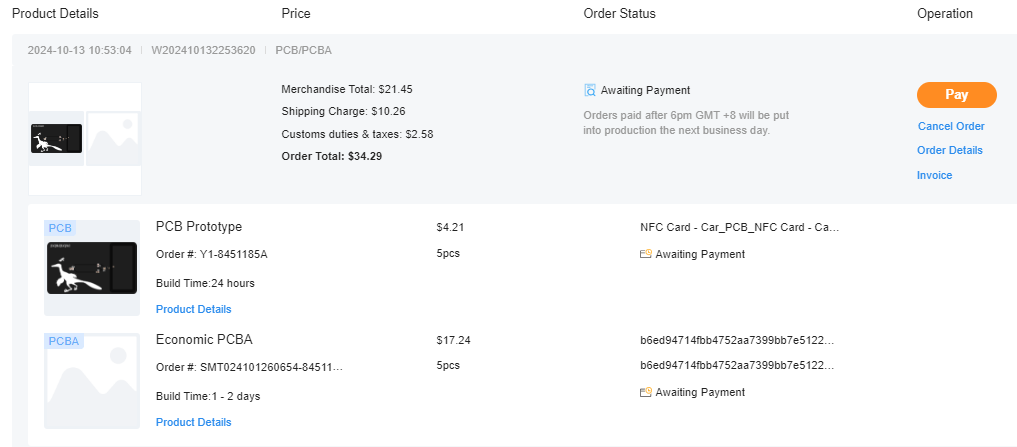 Product Details Price Order Status Operation
2024-10-13 10:53:04 | W202410132253620 | PCB/PCBA
Merchandise Total: $21.45
Shipping Charge: $10.26
Customs duties & taxes: $2.58
Order Total: $34.29
Awaiting Payment
Orders paid after 6pm GMT +8 will be put
into production the next business day.
Pay
Cancel Order
Order Details
Invoice
PCB
PCB Prototype $4.21 NFC Card - Car_PCB_NFC Card - Ca...
Order #: Y1-8451185A 5pcs Awaiting Payment
Build Time:24 hours
Product Details
PCBA
Economic PCBA $17.24 b6ed94714fbb4752aa7399bb7e5122...
Order #: SMT024101260654-84511... 5pcs b6ed94714fbb4752aa7399bb7e5122...
Build Time:1 - 2 days Awaiting Payment
Product Details